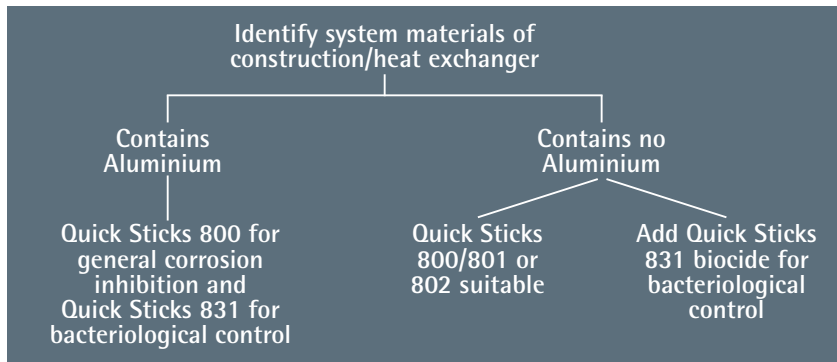 Identify system materials of
construction/heat exchanger
Contains
Aluminium
Contains no
Aluminium
Quick Sticks 800 for
general corrosion
inhibition and
Quick Sticks 831 for
bacteriological control
Quick Sticks
800/801 or
802 suitable
Add Quick Sticks
831 biocide for
bacteriological
control